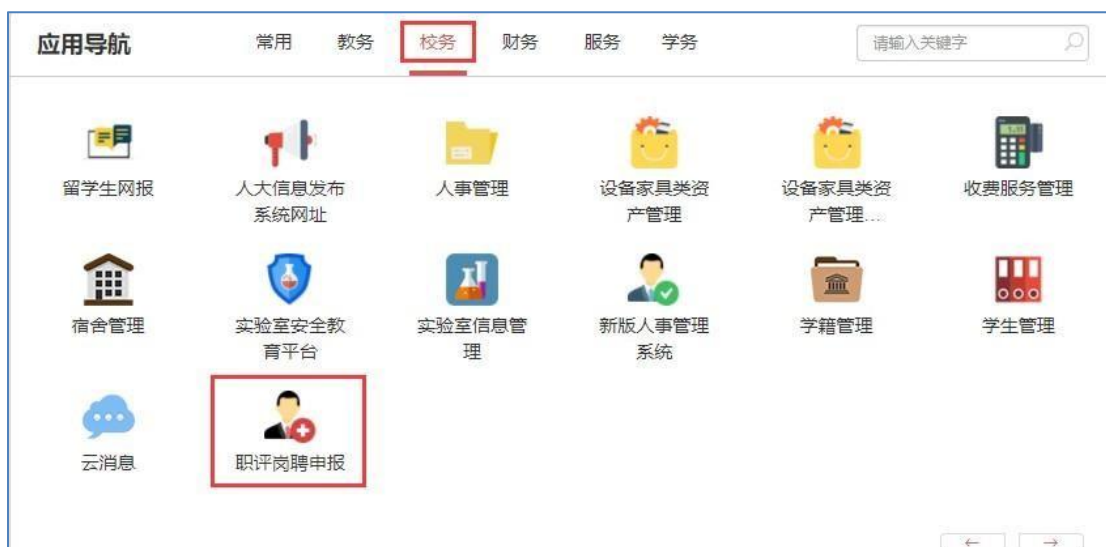 应用导航 常用 教务 校务 财务 服务 学务 请输入关键字
留学生网报 人大信息发布 人事管理 设备家具类资 设备家具类资 收费服务管理
系统网址 产管理 产管理...
宿舍管理 实验室安全教 实验室信息管 新版人事管理 学籍管理 学生管理
育平台 理 系统
云消息 职评岗聘申报